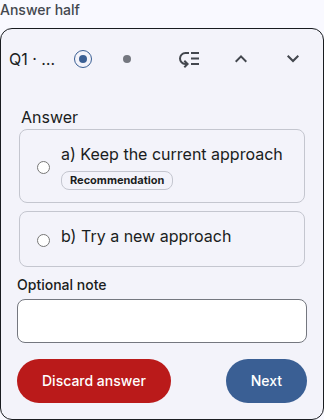 Answer half
Q1 · ...
Answer
a) Keep the current approach
Recommendation
b) Try a new approach
Optional note
Discard answer
Next